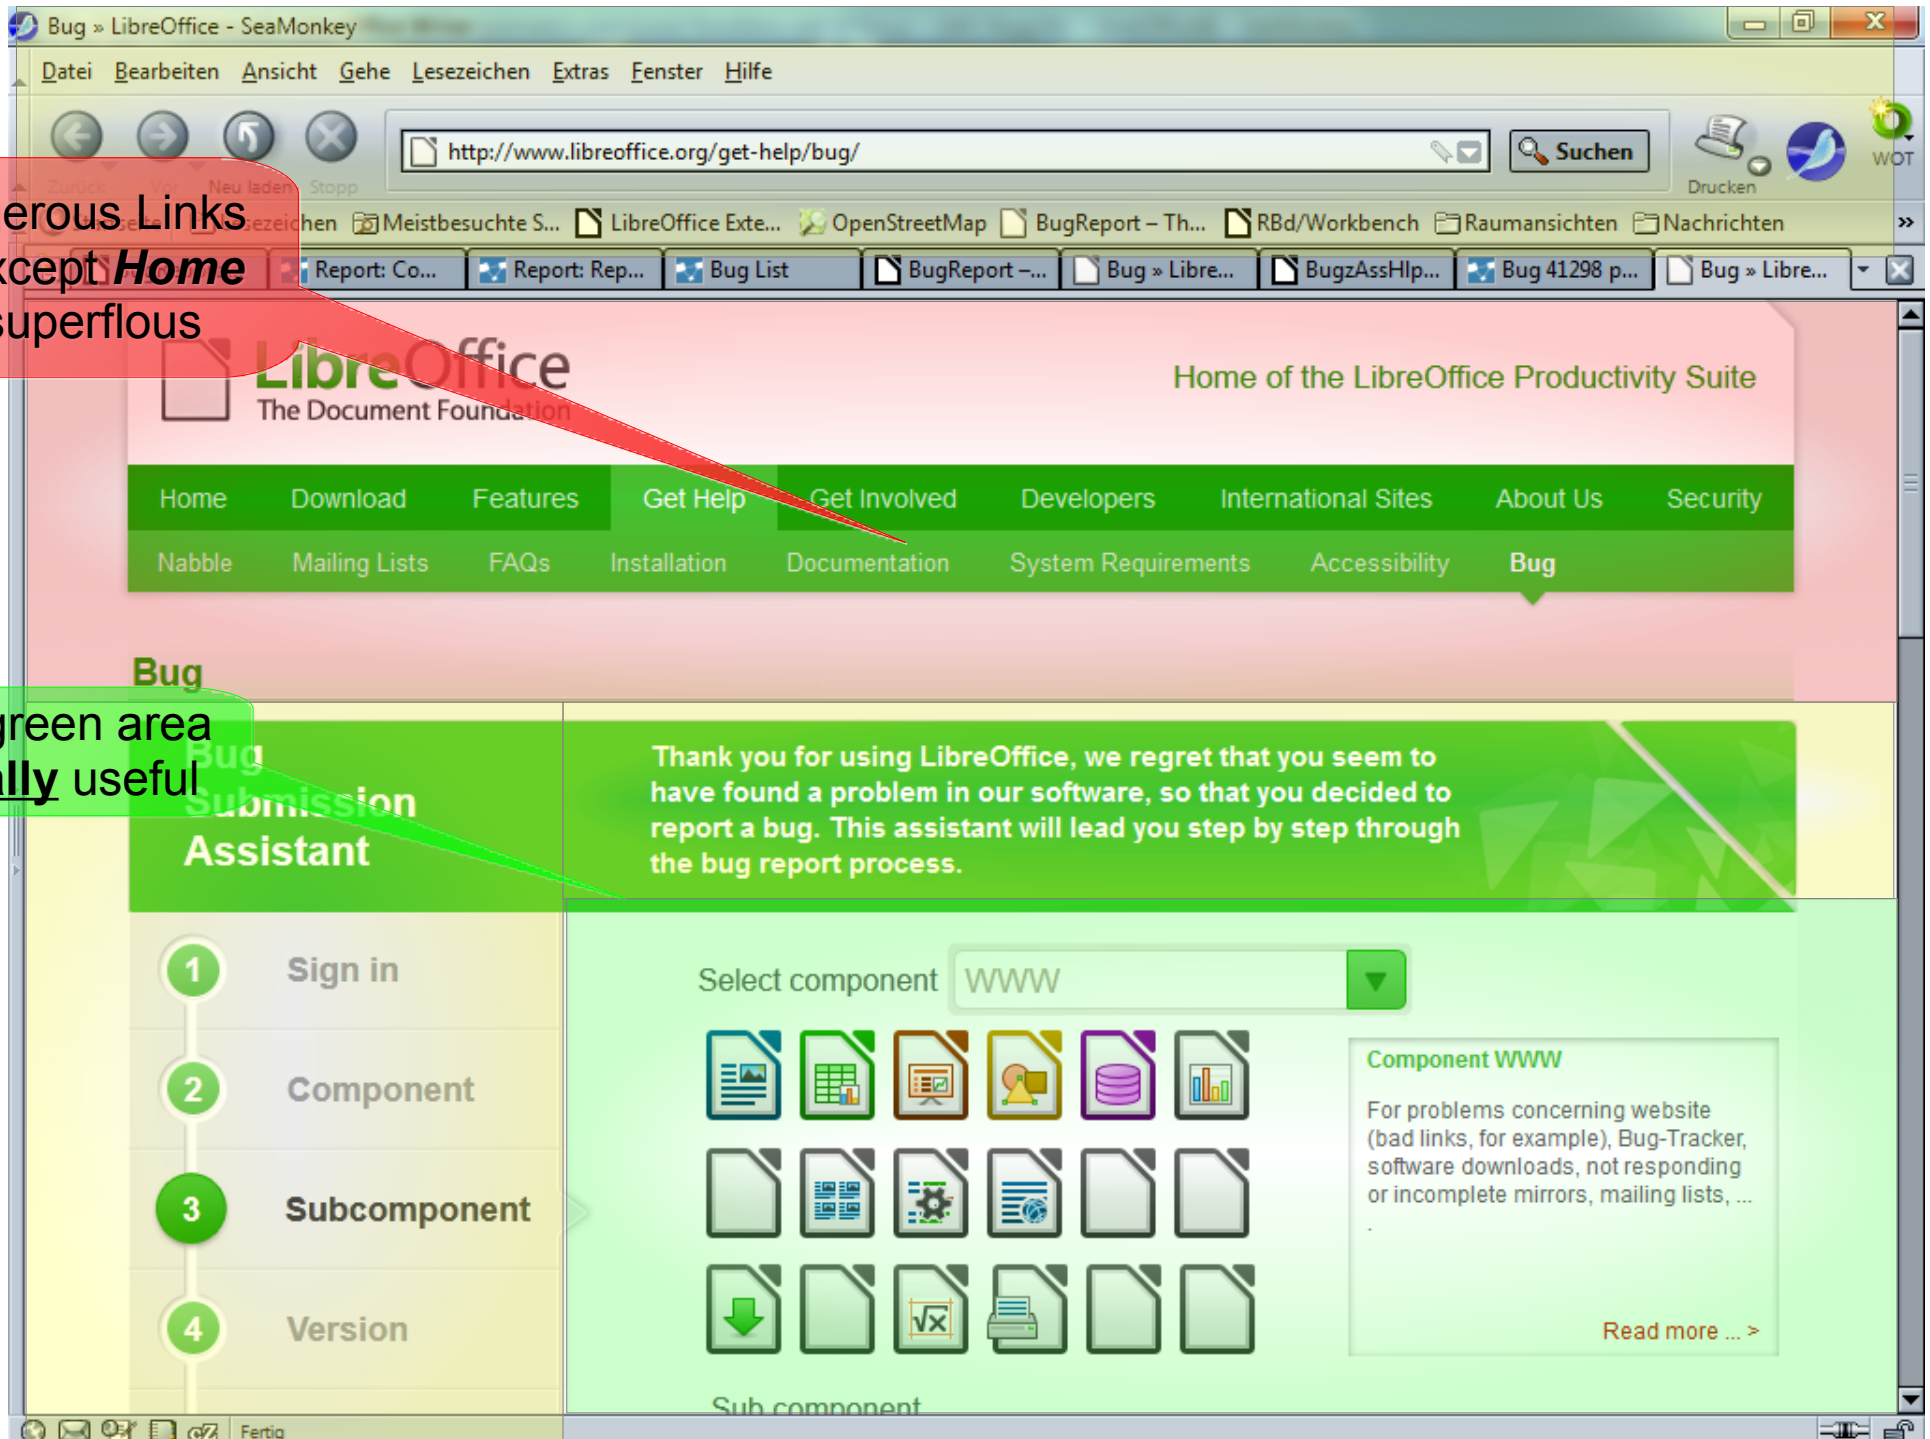 Bug » LibreOffice - SeaMonkey
Datei Bearbeiten Ansicht Gehe Lesezeichen Extras Fenster Hilfe
http://www.libreoffice.org/get-help/bug/
Suchen
Zurück Vor Neu laden Stopp
Drucken
WOT
Lesezeichen Meistbesuchte S... LibreOffice Exte... OpenStreetMap BugReport – Th... RBd/Workbench Raumansichten Nachrichten »
Report: Co... Report: Rep... Bug List BugReport –... Bug » Libre... BugzAssHlp... Bug 41298 p... Bug » Libre...
erous Links
xcept Home
superflous
LibreOffice
The Document Foundation
Home of the LibreOffice Productivity Suite
Home Download Features Get Help Get Involved Developers International Sites About Us Security
Nabble Mailing Lists FAQs Installation Documentation System Requirements Accessibility Bug
Bug
green area
ally useful
Bug
Submission
Assistant
Thank you for using LibreOffice, we regret that you seem to
have found a problem in our software, so that you decided to
report a bug. This assistant will lead you step by step through
the bug report process.
1 Sign in
2 Component
3 Subcomponent
4 Version
Select component WWW
Component WWW
For problems concerning website
(bad links, for example), Bug-Tracker,
software downloads, not responding
or incomplete mirrors, mailing lists, ...
.
Read more ... >
Sub component
Fertig